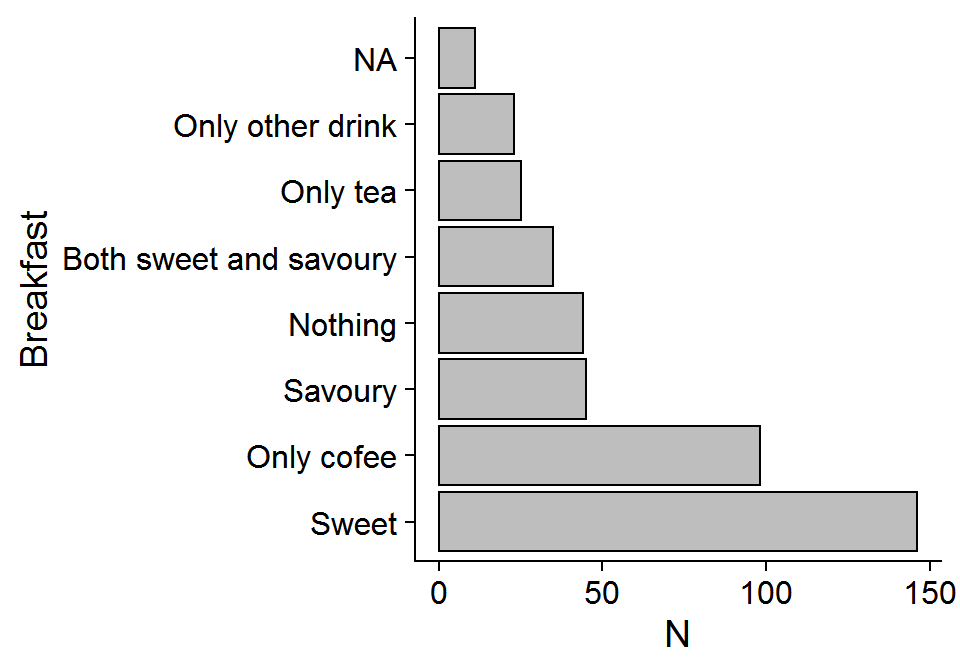 NA
Only other drink
Only tea
Both sweet and savoury
Nothing
Savoury
Only cofee
Sweet
Breakfast
0 50 100 150
N